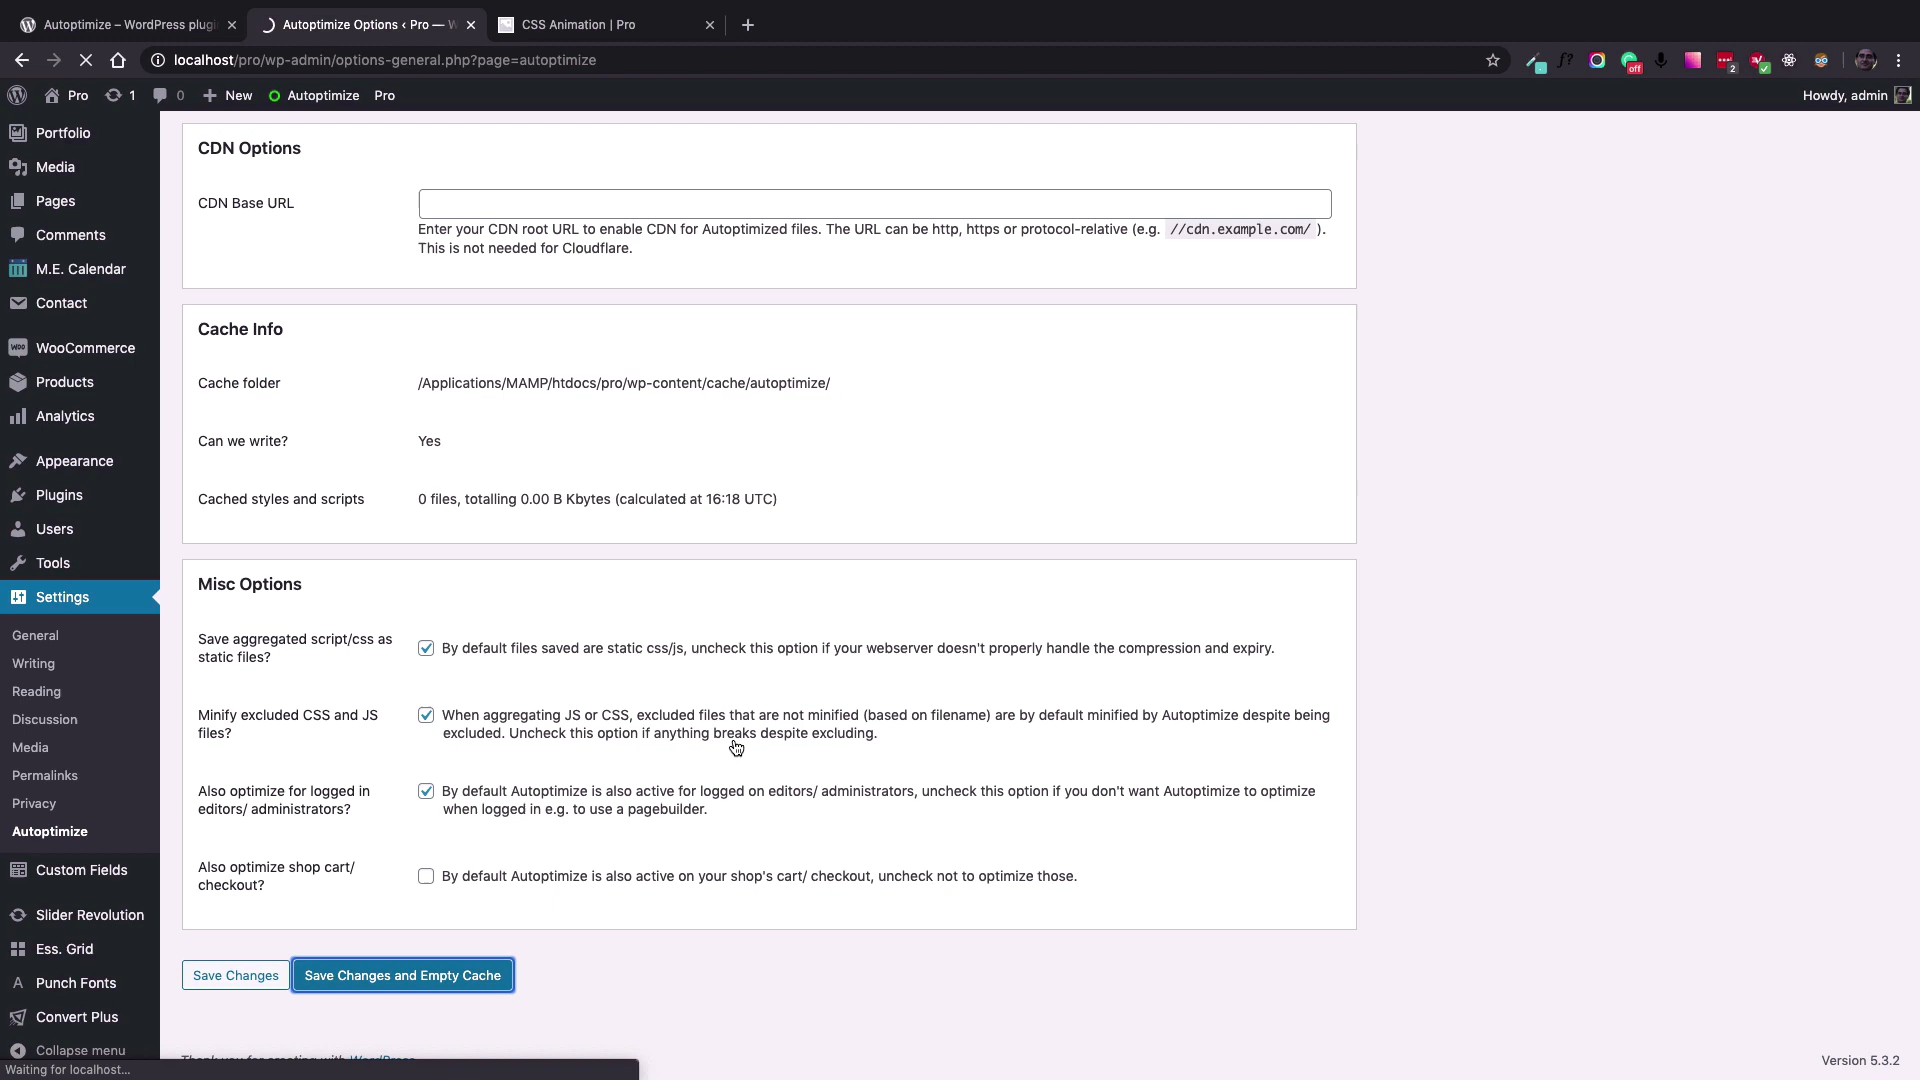 Autoptimize – WordPress plugi
Autoptimize Options ‹ Pro — W
CSS Animation | Pro
localhost/pro/wp-admin/options-general.php?page=autoptimize
f?
off
2
Pro
1
0
New
Autoptimize
Pro
Howdy, admin
Portfolio
Media
Pages
Comments
M.E. Calendar
Contact
WooCommerce
Products
Analytics
Appearance
Plugins
Users
Tools
Settings
General
Writing
Reading
Discussion
Media
Permalinks
Privacy
Autoptimize
Custom Fields
Slider Revolution
Ess. Grid
Punch Fonts
Convert Plus
Collapse menu
CDN Options
CDN Base URL
Enter your CDN root URL to enable CDN for Autoptimized files. The URL can be http, https or protocol-relative (e.g. //cdn.example.com/ ).
This is not needed for Cloudflare.
Cache Info
Cache folder
/Applications/MAMP/htdocs/pro/wp-content/cache/autoptimize/
Can we write?
Yes
Cached styles and scripts
0 files, totalling 0.00 B Kbytes (calculated at 16:18 UTC)
Misc Options
Save aggregated script/css as
static files?
By default files saved are static css/js, uncheck this option if your webserver doesn't properly handle the compression and expiry.
Minify excluded CSS and JS
files?
When aggregating JS or CSS, excluded files that are not minified (based on filename) are by default minified by Autoptimize despite being
excluded. Uncheck this option if anything breaks despite excluding.
Also optimize for logged in
editors/ administrators?
By default Autoptimize is also active for logged on editors/ administrators, uncheck this option if you don't want Autoptimize to optimize
when logged in e.g. to use a pagebuilder.
Also optimize shop cart/
checkout?
By default Autoptimize is also active on your shop's cart/ checkout, uncheck not to optimize those.
Save Changes
Save Changes and Empty Cache
Thank you for creating with WordPress.
Version 5.3.2
Waiting for localhost...